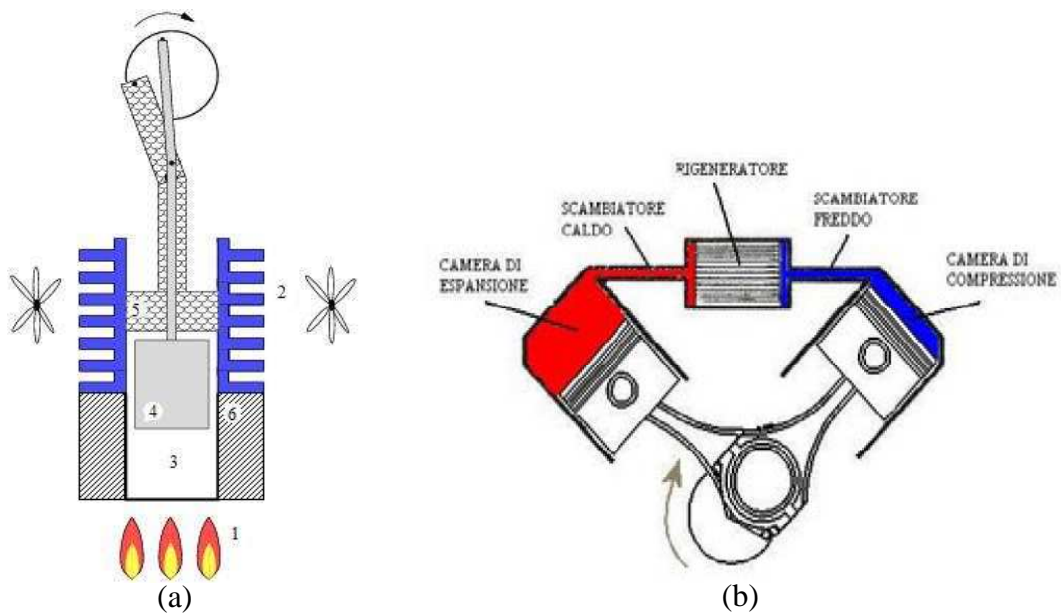 2
5
4
6
3
1
(a)
RIGENERATORE
SCAMBIATORE
CALDO
SCAMBIATORE
FREDDO
CAMERA DI
ESPANSIONE
CAMERA DI
COMPRESSIONE
(b)